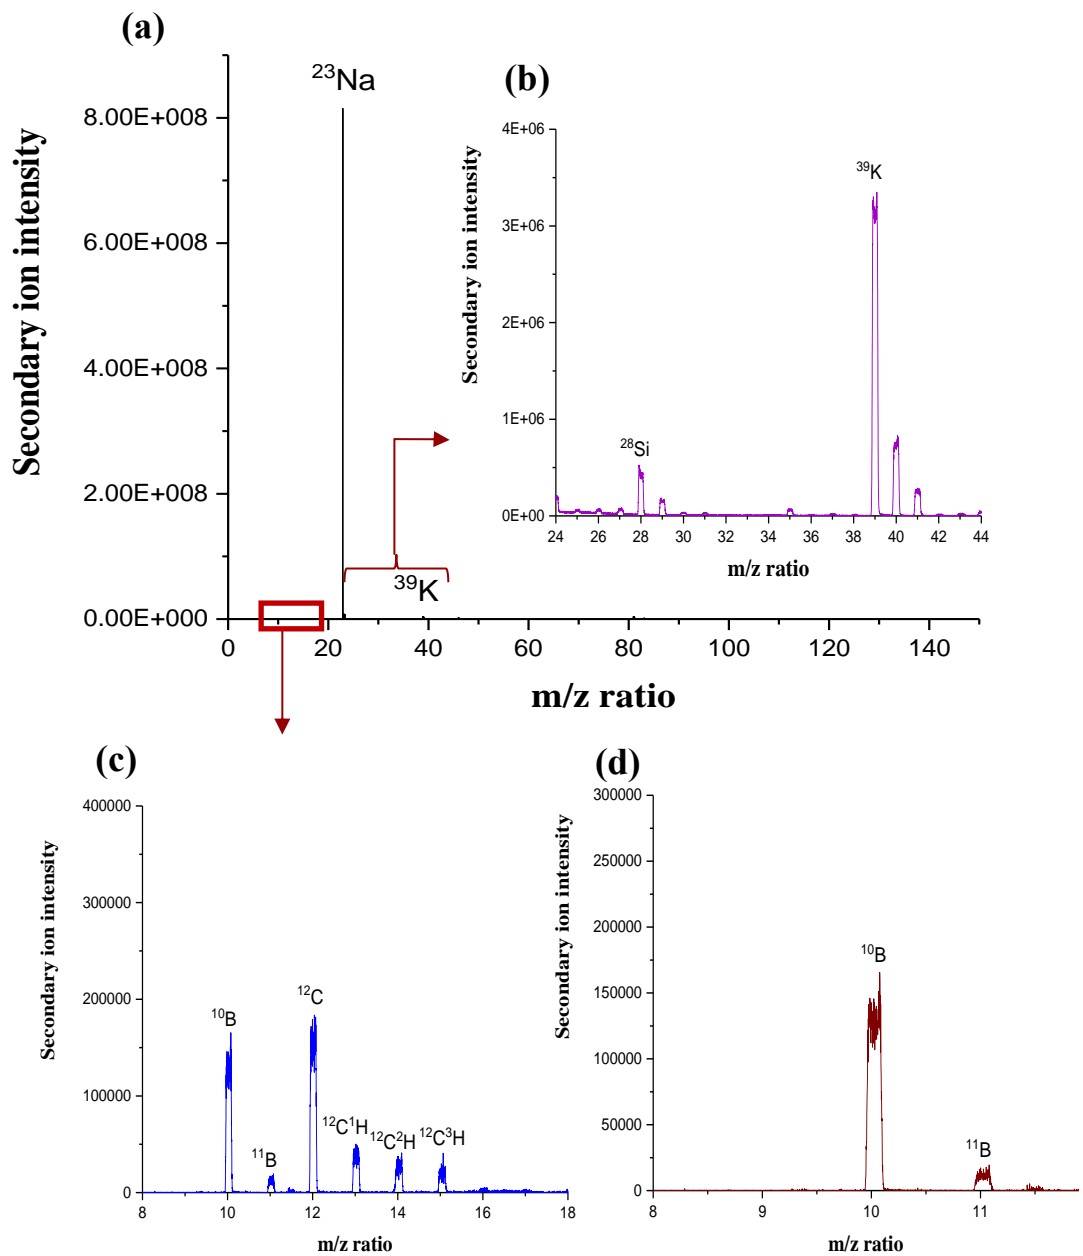 (a)
²³Na
8.00E+008
6.00E+008
4.00E+008
2.00E+008
0.00E+000
Secondary ion intensity
³⁹K
0 20 40 60 80 100 120 140
m/z ratio
(b)
4E+06
3E+06
2E+06
1E+06
0E+00
Secondary ion intensity
³⁹K
²⁸Si
24 26 28 30 32 34 36 38 40 42 44
m/z ratio
(c)
400000
300000
200000
100000
0
Secondary ion intensity
¹²C
¹⁰B
¹¹B
¹²C¹H
¹²C²H
¹²C³H
8 10 12 14 16 18
m/z ratio
(d)
300000
250000
200000
150000
100000
50000
0
Secondary ion intensity
¹⁰B
¹¹B
8 9 10 11
m/z ratio